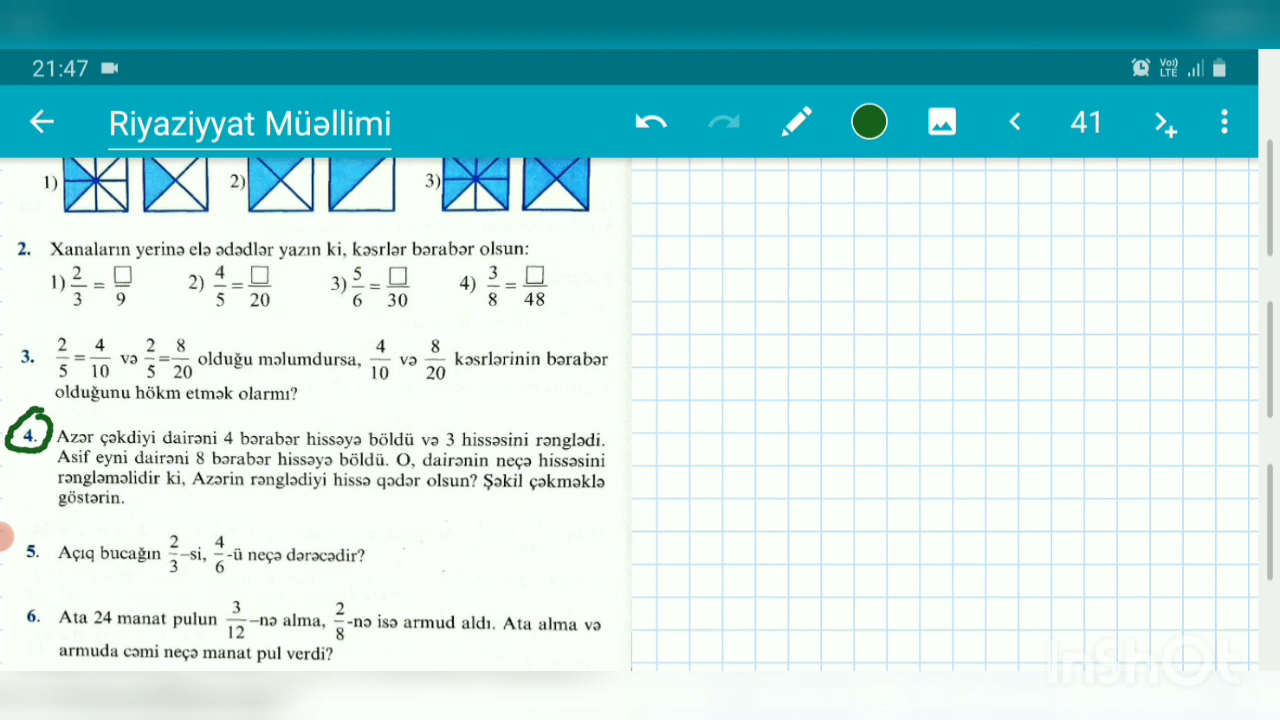 21:47
Vo)) LTE
Riyaziyyat Müəllimi
41
1) 2) 3)
2. Xanaların yerinə elə ədədlər yazın ki, kəsrlər bərabər olsun:
1) 2/3 = □/9 2) 4/5 = □/20 3) 5/6 = □/30 4) 3/8 = □/48
3. 2/5 = 4/10 və 2/5 = 8/20 olduğu məlumdursa, 4/10 və 8/20 kəsrlərinin bərabər
olduğunu hökm etmək olarmı?
4. Azər çəkdiyi dairəni 4 bərabər hissəyə böldü və 3 hissəsini rənglədi.
Asif eyni dairəni 8 bərabər hissəyə böldü. O, dairənin neçə hissəsini
rəngləməlidir ki, Azərin rənglədiyi hissə qədər olsun? Şəkil çəkməklə
göstərin.
5. Açıq bucağın 2/3–si, 4/6-ü neçə dərəcədir?
6. Ata 24 manat pulun 3/12–nə alma, 2/8-nə isə armud aldı. Ata alma və
armuda cəmi neçə manat pul verdi?
InShOt